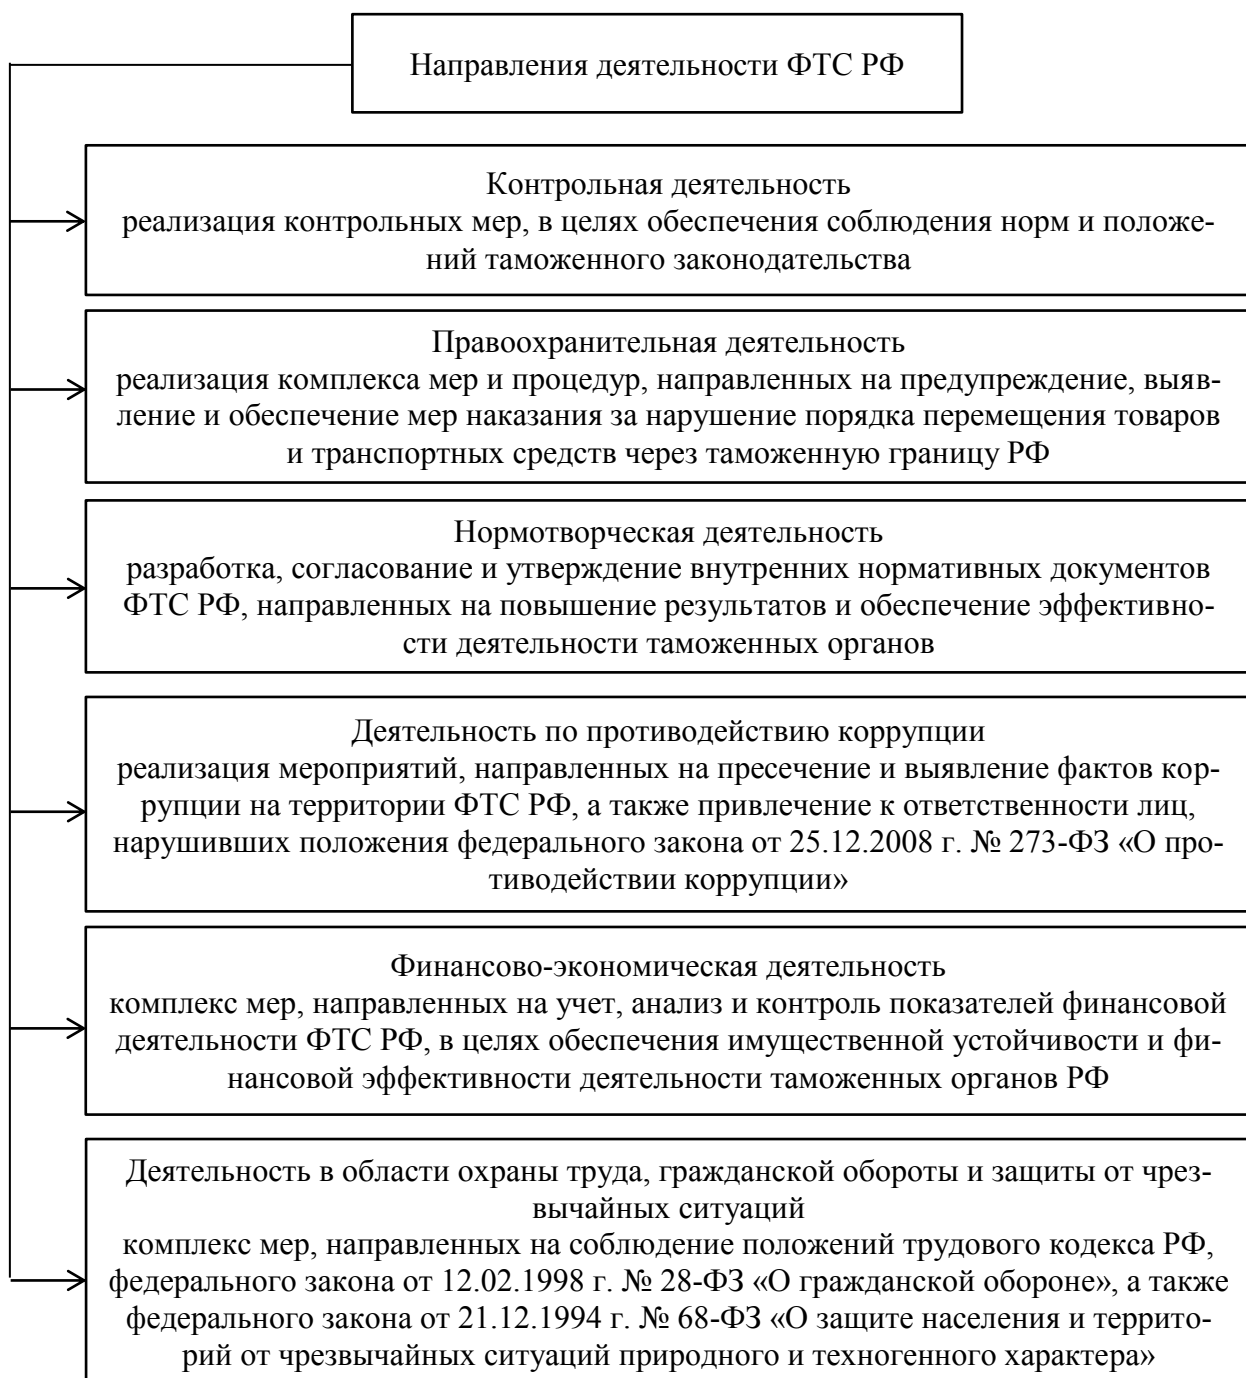 Направления деятельности ФТС РФ
Контрольная деятельность
реализация контрольных мер, в целях обеспечения соблюдения норм и положе-
ний таможенного законодательства
Правоохранительная деятельность
реализация комплекса мер и процедур, направленных на предупреждение, выяв-
ление и обеспечение мер наказания за нарушение порядка перемещения товаров
и транспортных средств через таможенную границу РФ
Нормотворческая деятельность
разработка, согласование и утверждение внутренних нормативных документов
ФТС РФ, направленных на повышение результатов и обеспечение эффективно-
сти деятельности таможенных органов
Деятельность по противодействию коррупции
реализация мероприятий, направленных на пресечение и выявление фактов кор-
рупции на территории ФТС РФ, а также привлечение к ответственности лиц,
нарушивших положения федерального закона от 25.12.2008 г. № 273-ФЗ «О про-
тиводействии коррупции»
Финансово-экономическая деятельность
комплекс мер, направленных на учет, анализ и контроль показателей финансовой
деятельности ФТС РФ, в целях обеспечения имущественной устойчивости и фи-
нансовой эффективности деятельности таможенных органов РФ
Деятельность в области охраны труда, гражданской обороты и защиты от чрез-
вычайных ситуаций
комплекс мер, направленных на соблюдение положений трудового кодекса РФ,
федерального закона от 12.02.1998 г. № 28-ФЗ «О гражданской обороне», а также
федерального закона от 21.12.1994 г. № 68-ФЗ «О защите населения и террито-
рий от чрезвычайных ситуаций природного и техногенного характера»